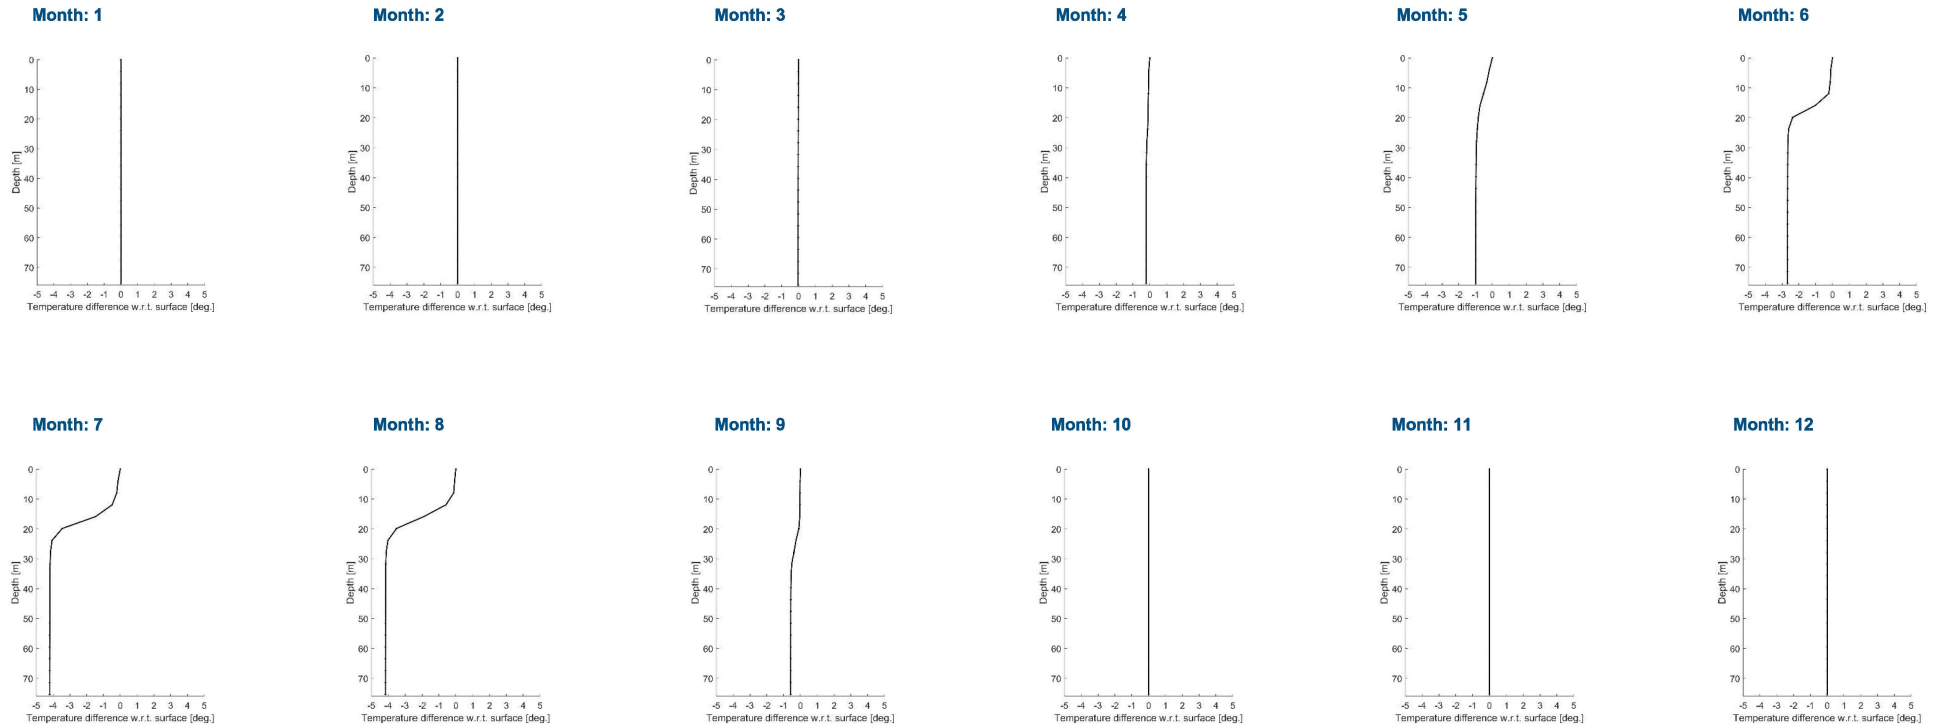 Month: 1
Month: 2
Month: 3
Month: 4
Month: 5
Month: 6
0
10
20
30
40
50
60
70
Depth [m]
-5 -4 -3 -2 -1 0 1 2 3 4 5
Temperature difference w.r.t. surface [deg.]
0
10
20
30
40
50
60
70
Depth [m]
-5 -4 -3 -2 -1 0 1 2 3 4 5
Temperature difference w.r.t. surface [deg.]
0
10
20
30
40
50
60
70
Depth [m]
-5 -4 -3 -2 -1 0 1 2 3 4 5
Temperature difference w.r.t. surface [deg.]
0
10
20
30
40
50
60
70
Depth [m]
-5 -4 -3 -2 -1 0 1 2 3 4 5
Temperature difference w.r.t. surface [deg.]
0
10
20
30
40
50
60
70
Depth [m]
-5 -4 -3 -2 -1 0 1 2 3 4 5
Temperature difference w.r.t. surface [deg.]
0
10
20
30
40
50
60
70
Depth [m]
-5 -4 -3 -2 -1 0 1 2 3 4 5
Temperature difference w.r.t. surface [deg.]
Month: 7
Month: 8
Month: 9
Month: 10
Month: 11
Month: 12
0
10
20
30
40
50
60
70
Depth [m]
-5 -4 -3 -2 -1 0 1 2 3 4 5
Temperature difference w.r.t. surface [deg.]
0
10
20
30
40
50
60
70
Depth [m]
-5 -4 -3 -2 -1 0 1 2 3 4 5
Temperature difference w.r.t. surface [deg.]
0
10
20
30
40
50
60
70
Depth [m]
-5 -4 -3 -2 -1 0 1 2 3 4 5
Temperature difference w.r.t. surface [deg.]
0
10
20
30
40
50
60
70
Depth [m]
-5 -4 -3 -2 -1 0 1 2 3 4 5
Temperature difference w.r.t. surface [deg.]
0
10
20
30
40
50
60
70
Depth [m]
-5 -4 -3 -2 -1 0 1 2 3 4 5
Temperature difference w.r.t. surface [deg.]
0
10
20
30
40
50
60
70
Depth [m]
-5 -4 -3 -2 -1 0 1 2 3 4 5
Temperature difference w.r.t. surface [deg.]